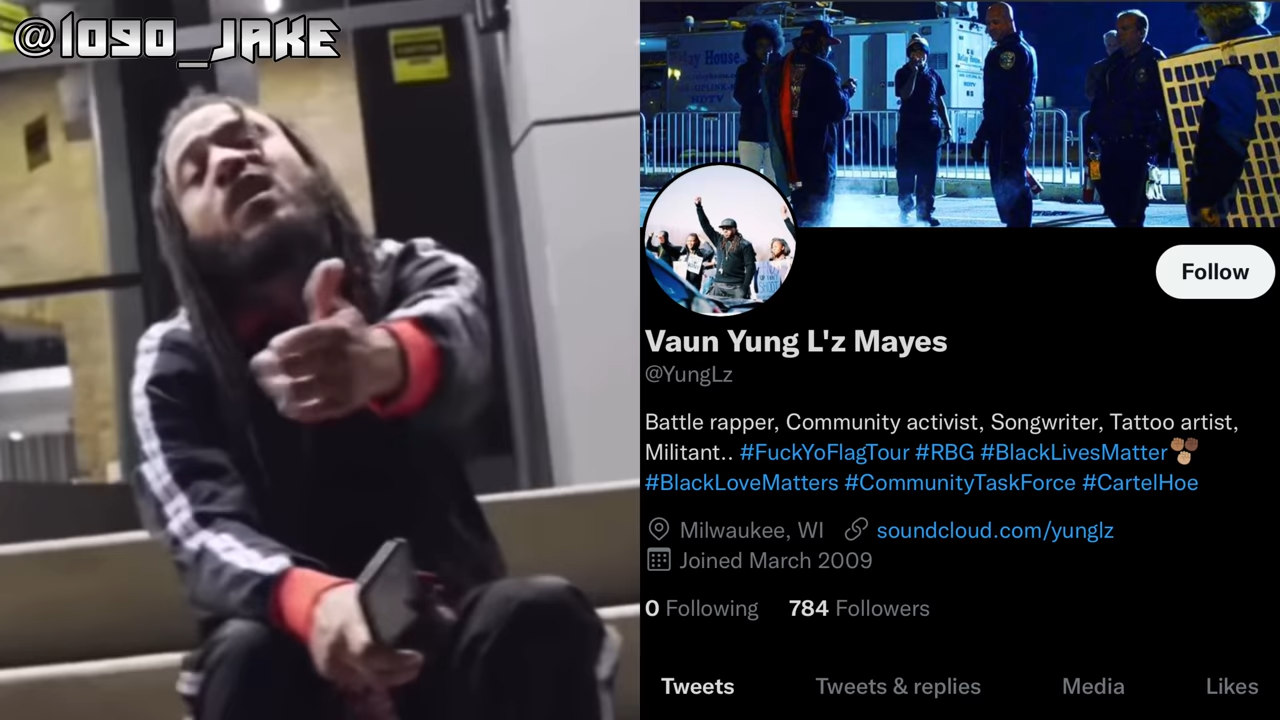 @1090_JAKE
Follow
Vaun Yung L'z Mayes
@YungLz
Battle rapper, Community activist, Songwriter, Tattoo artist,
Militant.. #FuckYoFlagTour #RBG #BlackLivesMatter
#BlackLoveMatters #CommunityTaskForce #CartelHoe
Milwaukee, WI soundcloud.com/yunglz
Joined March 2009
0 Following 784 Followers
Tweets Tweets & replies Media Likes